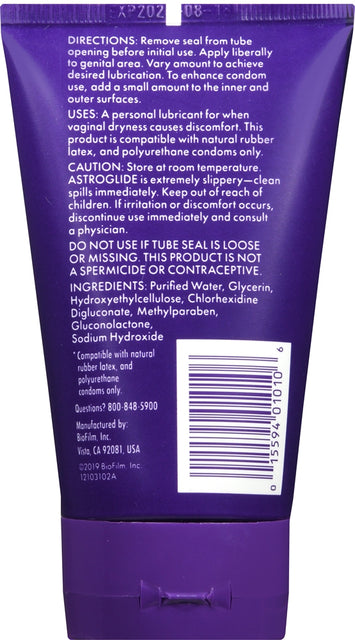 DIRECTIONS: Remove seal from tube
opening before initial use. Apply liberally
to genital area. Vary amount to achieve
desired lubrication. To enhance condom
use, add a small amount to the inner and
outer surfaces.
USES: A personal lubricant for when
vaginal dryness causes discomfort. This
product is compatible with natural rubber
latex, and polyurethane condoms only.
CAUTION: Store at room temperature.
ASTROGLIDE is extremely slippery—clean
spills immediately. Keep out of reach of
children. If irritation or discomfort occurs,
discontinue use immediately and consult
a physician.
DO NOT USE IF TUBE SEAL IS LOOSE
OR MISSING. THIS PRODUCT IS NOT
A SPERMICIDE OR CONTRACEPTIVE.
INGREDIENTS: Purified Water, Glycerin,
Hydroxyethylcellulose, Chlorhexidine
Digluconate, Methylparaben,
Gluconolactone,
Sodium Hydroxide
*Compatible with natural
rubber latex, and
polyurethane
condoms only.
Questions? 800-848-5900
Manufactured by:
BioFilm, Inc.
Vista, CA 92081, USA
©2019 BioFilm, Inc.
12103102A
0 15594 01010 6